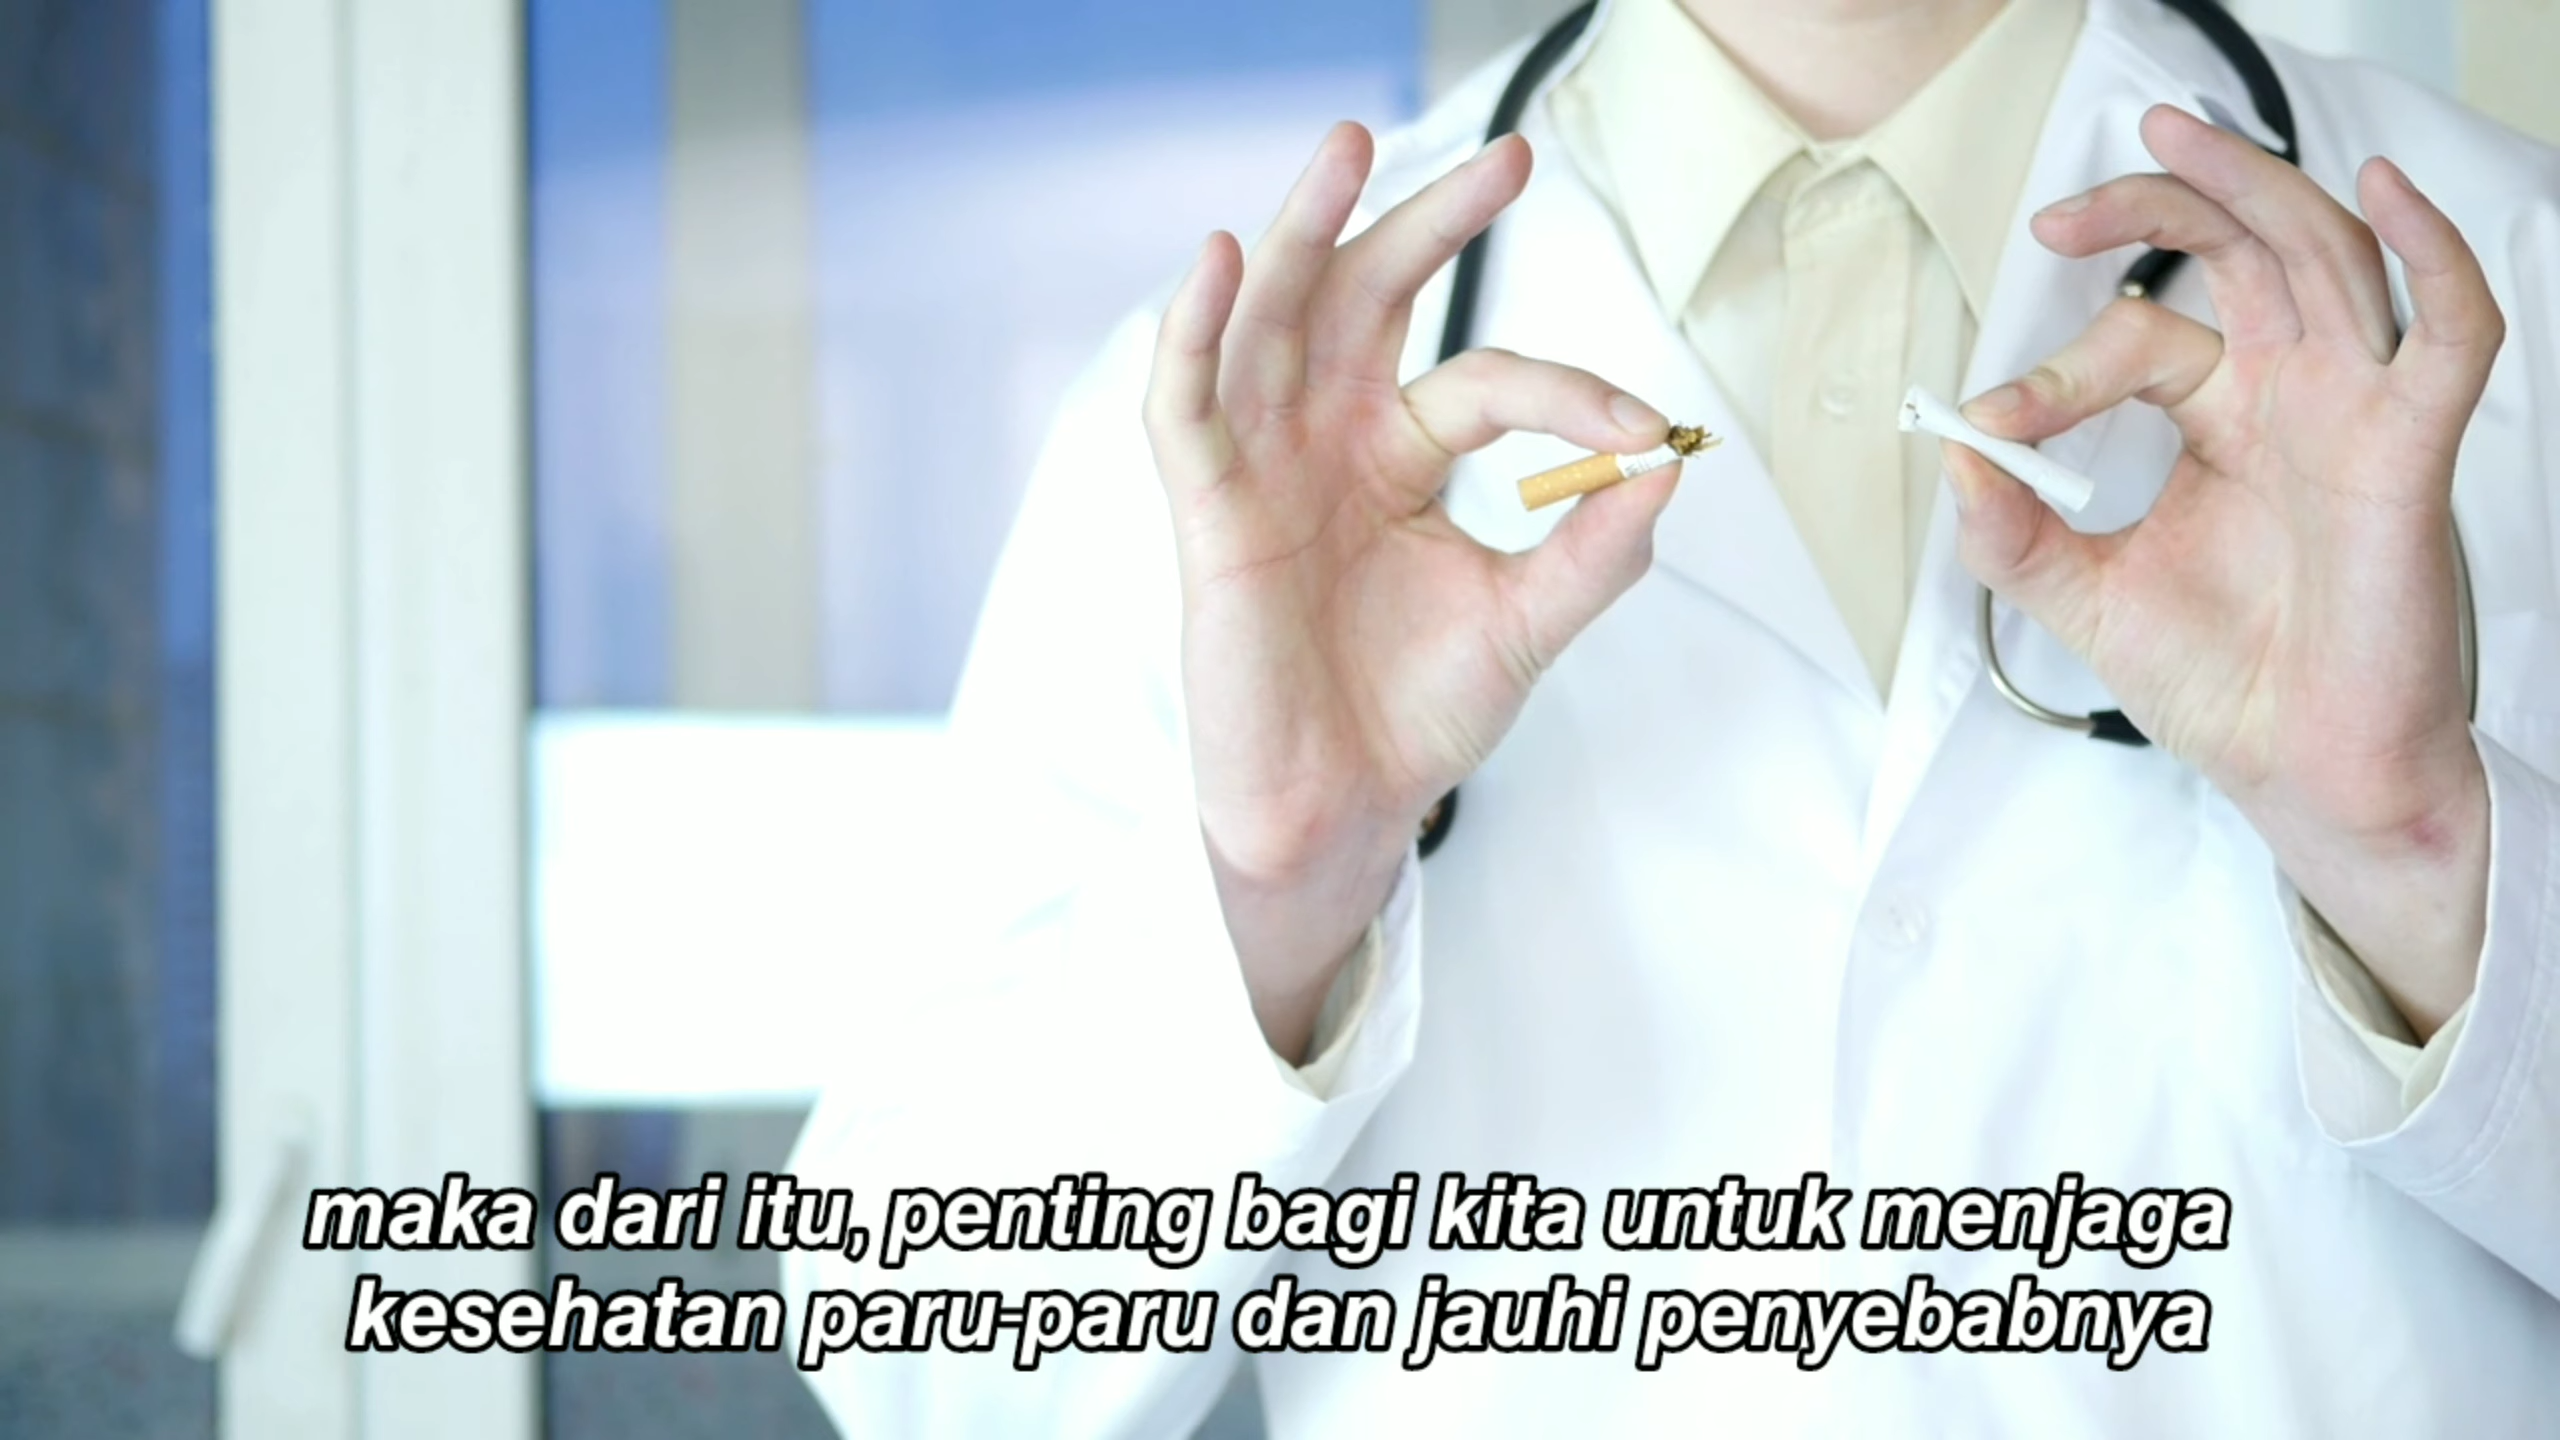 maka dari itu, penting bagi kita untuk menjaga
kesehatan paru-paru dan jauhi penyebabnya